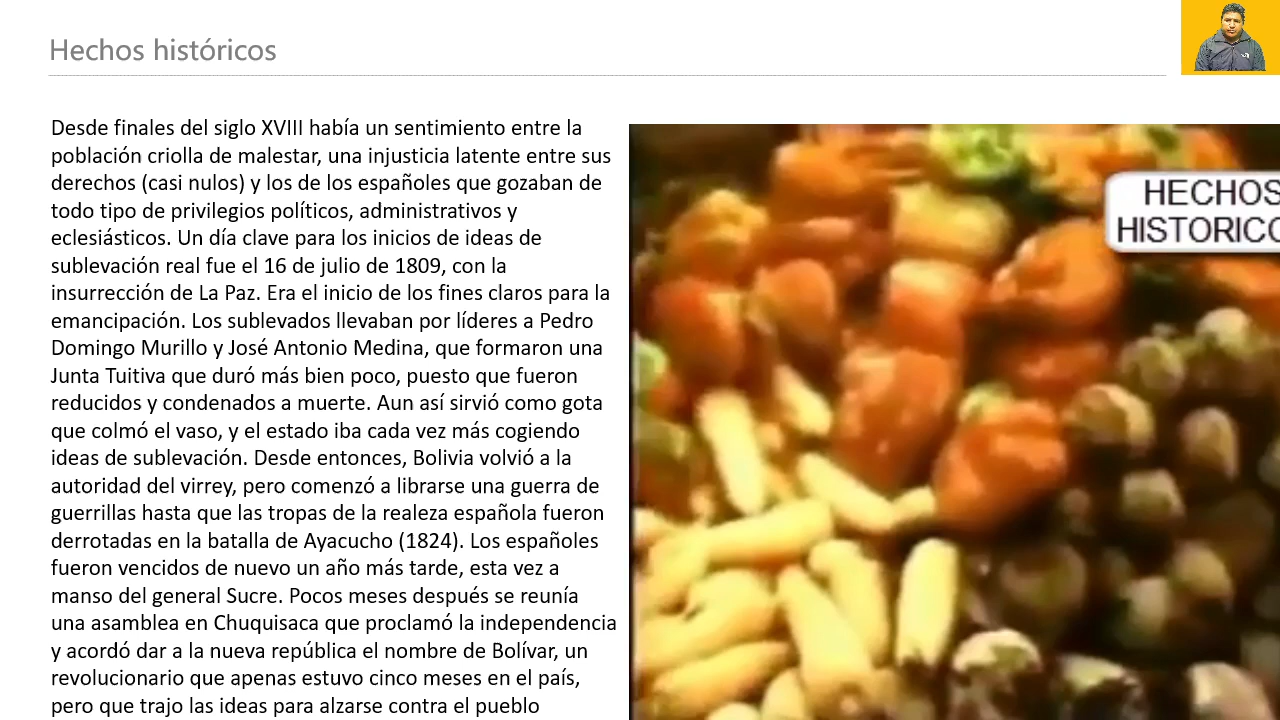 Hechos históricos
Desde finales del siglo XVIII había un sentimiento entre la
población criolla de malestar, una injusticia latente entre sus
derechos (casi nulos) y los de los españoles que gozaban de
todo tipo de privilegios políticos, administrativos y
eclesiásticos. Un día clave para los inicios de ideas de
sublevación real fue el 16 de julio de 1809, con la
insurrección de La Paz. Era el inicio de los fines claros para la
emancipación. Los sublevados llevaban por líderes a Pedro
Domingo Murillo y José Antonio Medina, que formaron una
Junta Tuitiva que duró más bien poco, puesto que fueron
reducidos y condenados a muerte. Aun así sirvió como gota
que colmó el vaso, y el estado iba cada vez más cogiendo
ideas de sublevación. Desde entonces, Bolivia volvió a la
autoridad del virrey, pero comenzó a librarse una guerra de
guerrillas hasta que las tropas de la realeza española fueron
derrotadas en la batalla de Ayacucho (1824). Los españoles
fueron vencidos de nuevo un año más tarde, esta vez a
manso del general Sucre. Pocos meses después se reunía
una asamblea en Chuquisaca que proclamó la independencia
y acordó dar a la nueva república el nombre de Bolívar, un
revolucionario que apenas estuvo cinco meses en el país,
pero que trajo las ideas para alzarse contra el pueblo
HECHOS
HISTORICO